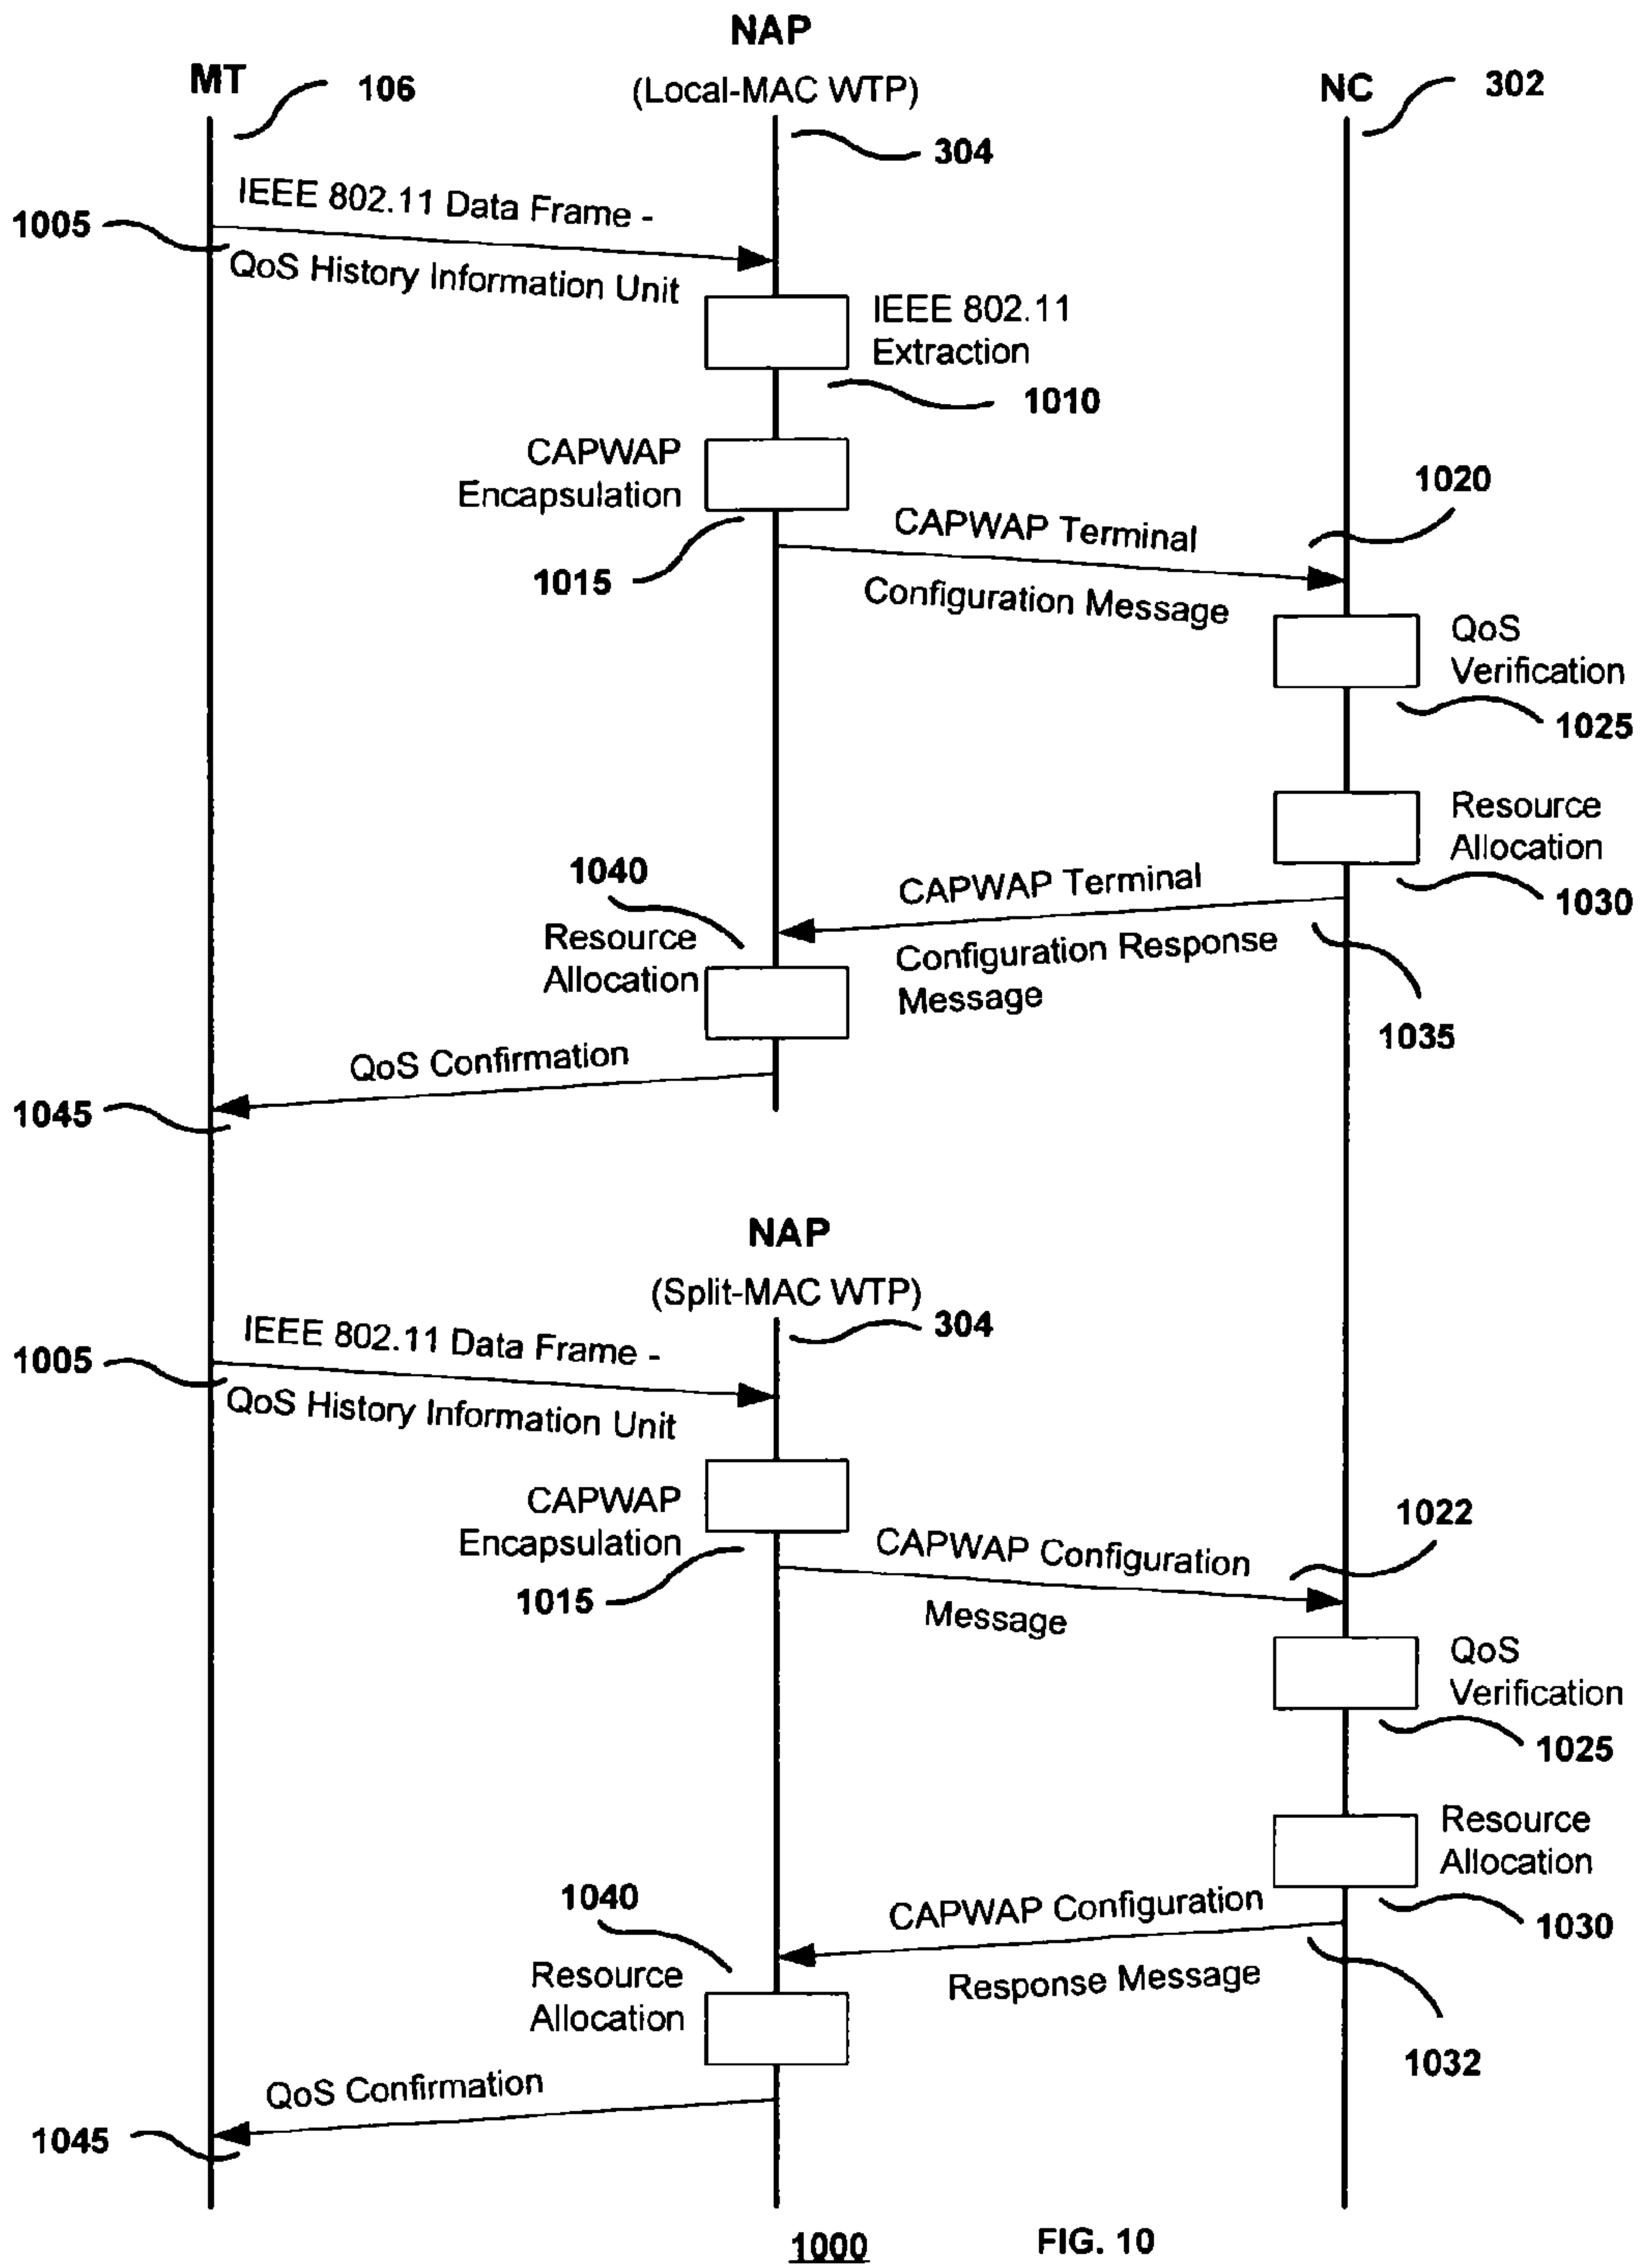 NAP
MT
106
(Local-MAC WTP)
NC
302
304
IEEE 802.11 Data Frame -
1005
QoS History Information Unit
IEEE 802.11
Extraction
1010
CAPWAP
Encapsulation
1015
CAPWAP Terminal
1020
Configuration Message
QoS
Verification
1025
Resource
Allocation
1030
1040
CAPWAP Terminal
Resource
Allocation
Configuration Response
Message
1035
QoS Confirmation
1045
NAP
(Split-MAC WTP)
304
IEEE 802.11 Data Frame -
1005
QoS History Information Unit
CAPWAP
Encapsulation
1015
CAPWAP Configuration
1022
Message
QoS
Verification
1025
Resource
Allocation
1030
1040
CAPWAP Configuration
Resource
Allocation
Response Message
1032
QoS Confirmation
1045
1000
FIG. 10